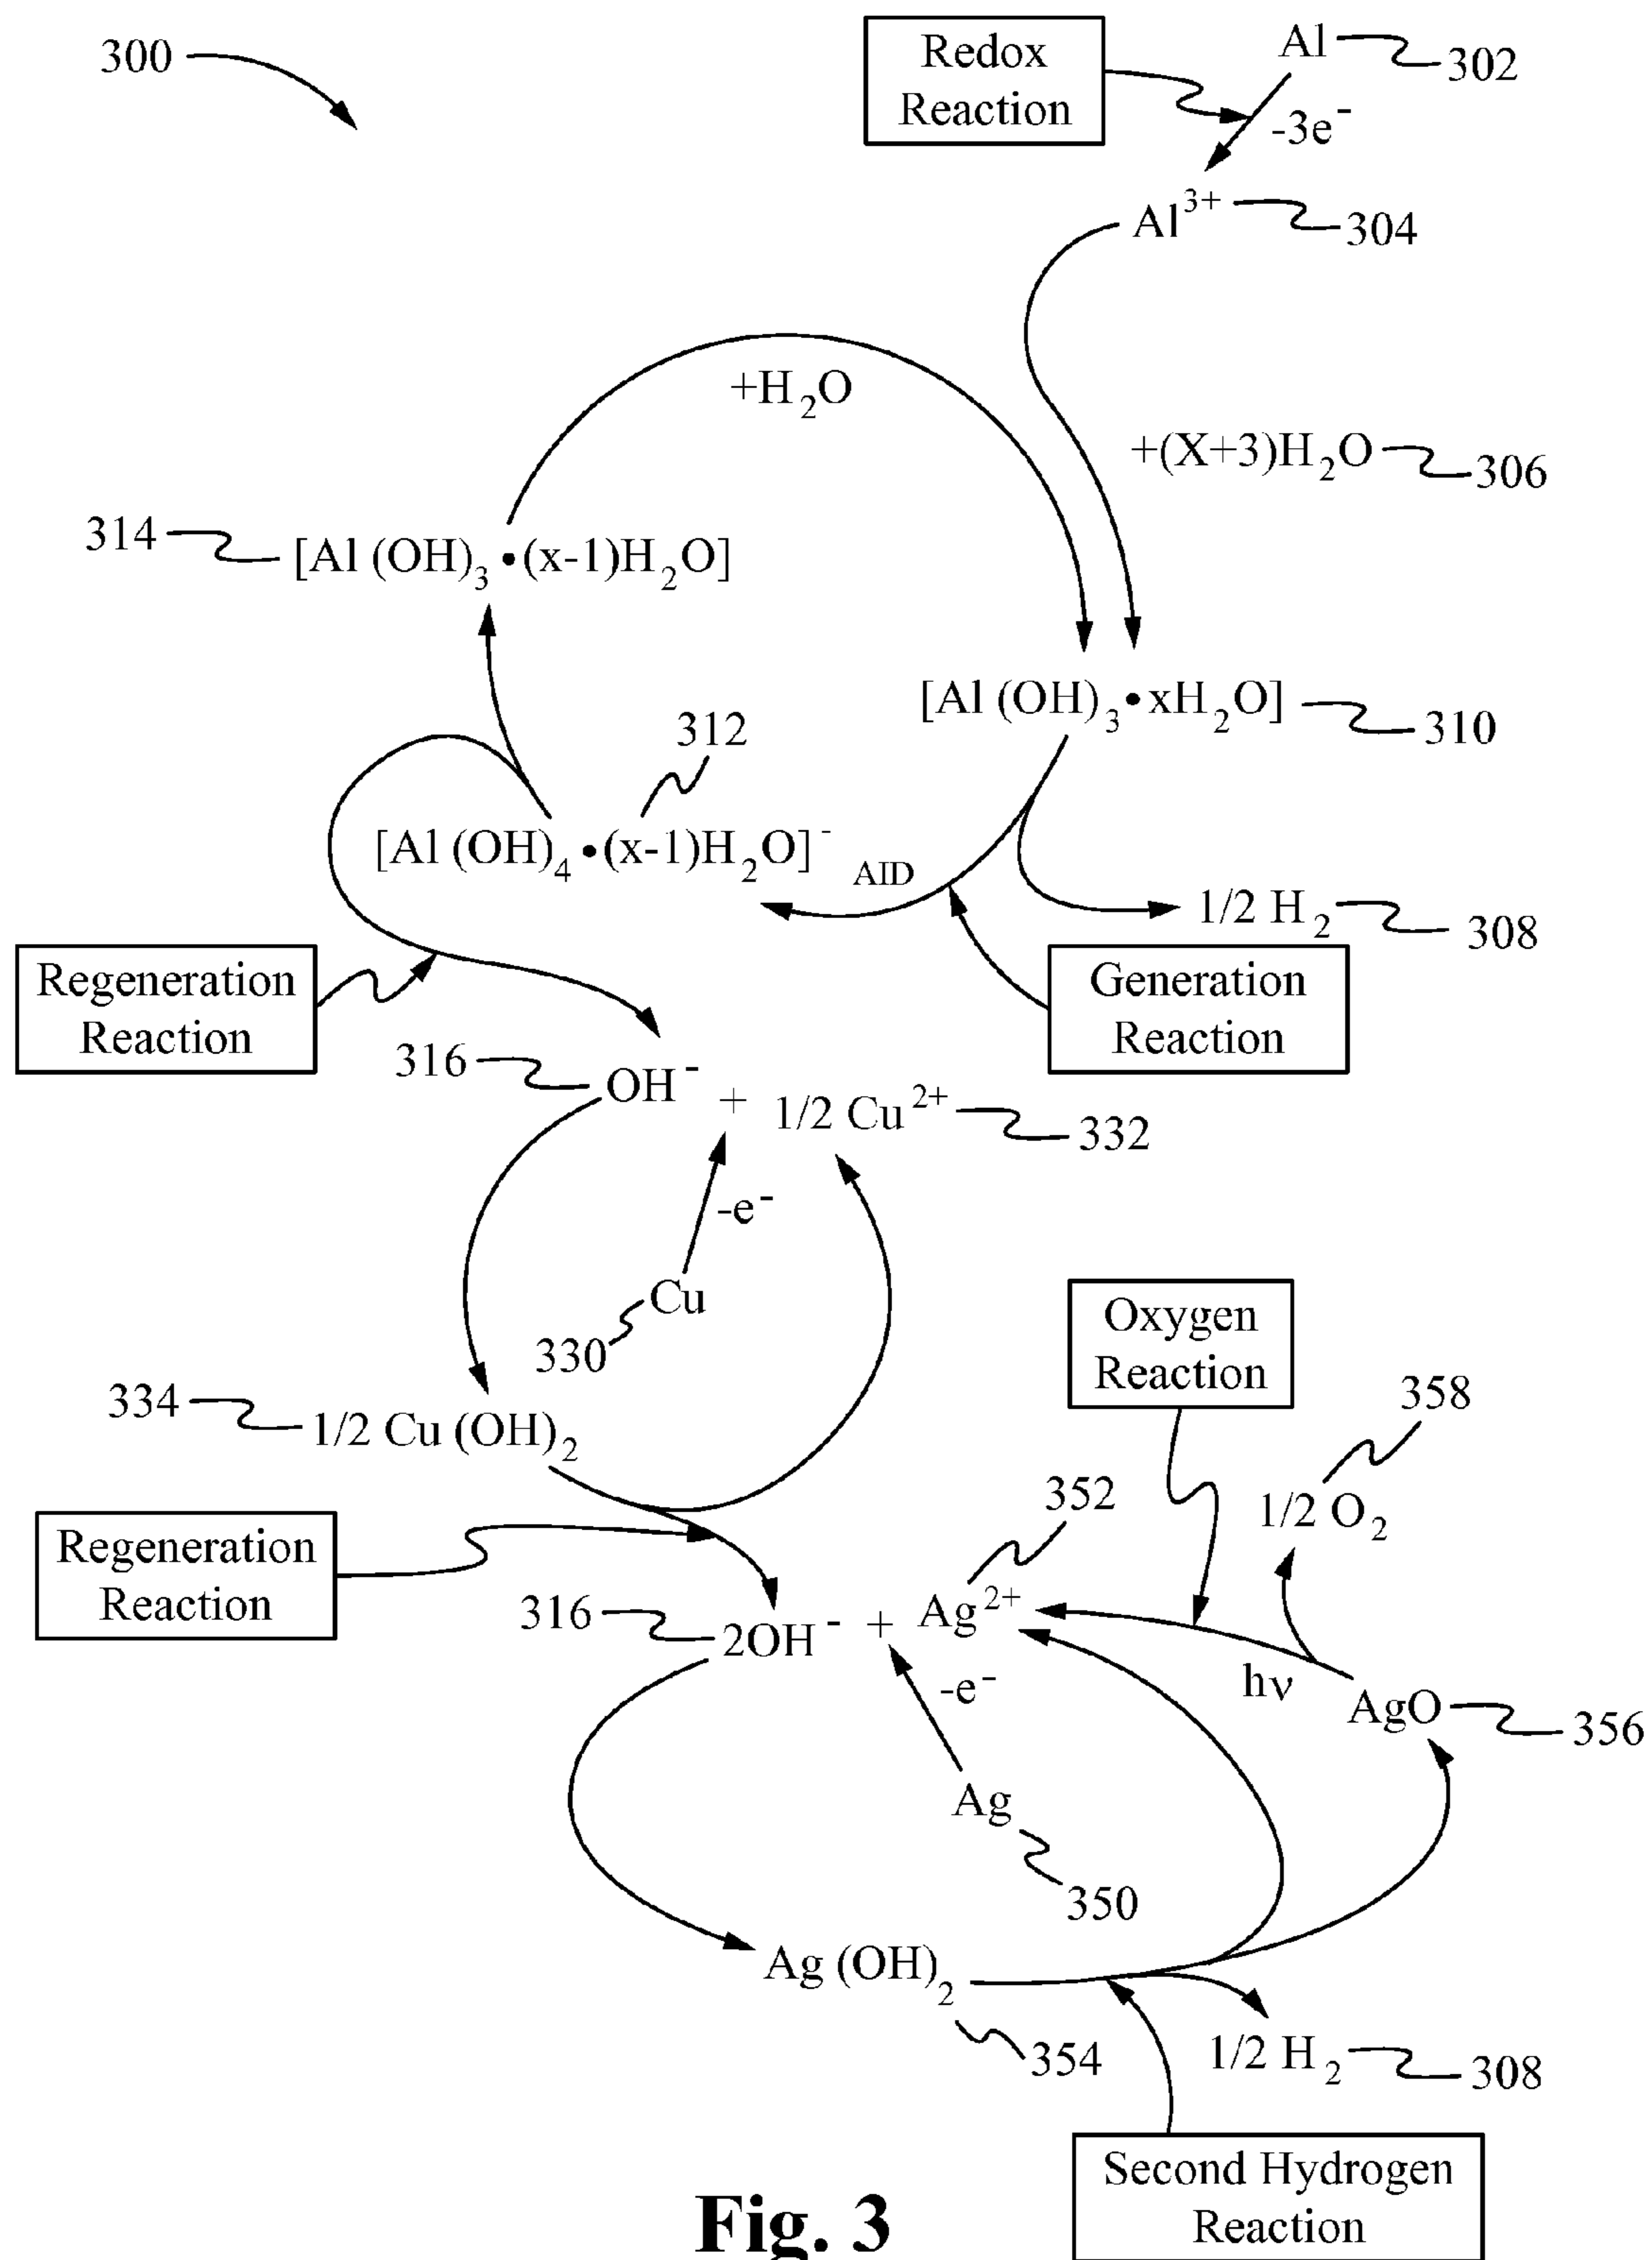 300
Redox
Reaction
Al
302
-3e⁻
Al³⁺
304
+H₂O
+(X+3)H₂O
306
314
[Al (OH)₃•(x-1)H₂O]
[Al (OH)₃•xH₂O]
310
312
[Al (OH)₄•(x-1)H₂O]⁻
AID
1/2 H₂
308
Regeneration
Reaction
Generation
Reaction
316
OH⁻ + 1/2 Cu²⁺
332
-e⁻
Cu
330
Oxygen
Reaction
334
1/2 Cu (OH)₂
358
1/2 O₂
352
Regeneration
Reaction
316
2OH⁻ + Ag²⁺
hν
-e⁻
AgO
356
Ag
350
Ag (OH)₂
354
1/2 H₂
308
Second Hydrogen
Reaction
Fig. 3